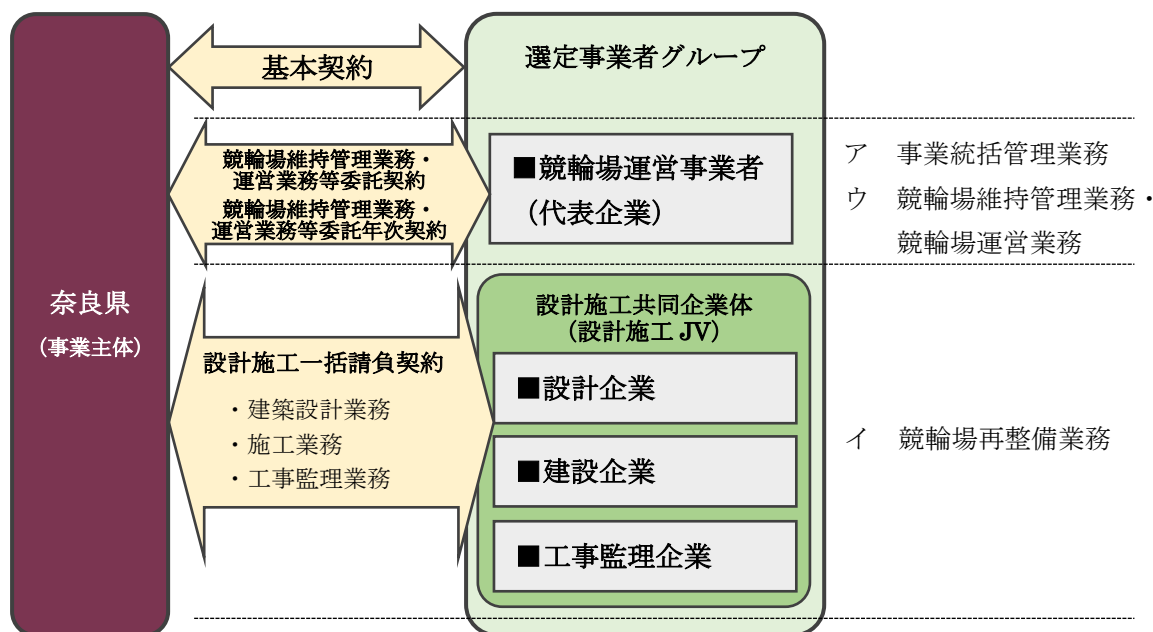 基本契約
選定事業者グループ
競輪場維持管理業務・
運営業務等委託契約
競輪場維持管理業務・
運営業務等委託年次契約
■競輪場運営事業者
（代表企業）
ア　事業統括管理業務
ウ　競輪場維持管理業務・
競輪場運営業務
奈良県
（事業主体）
設計施工一括請負契約
・建築設計業務
・施工業務
・工事監理業務
設計施工共同企業体
（設計施工 JV）
■設計企業
■建設企業
■工事監理企業
イ　競輪場再整備業務